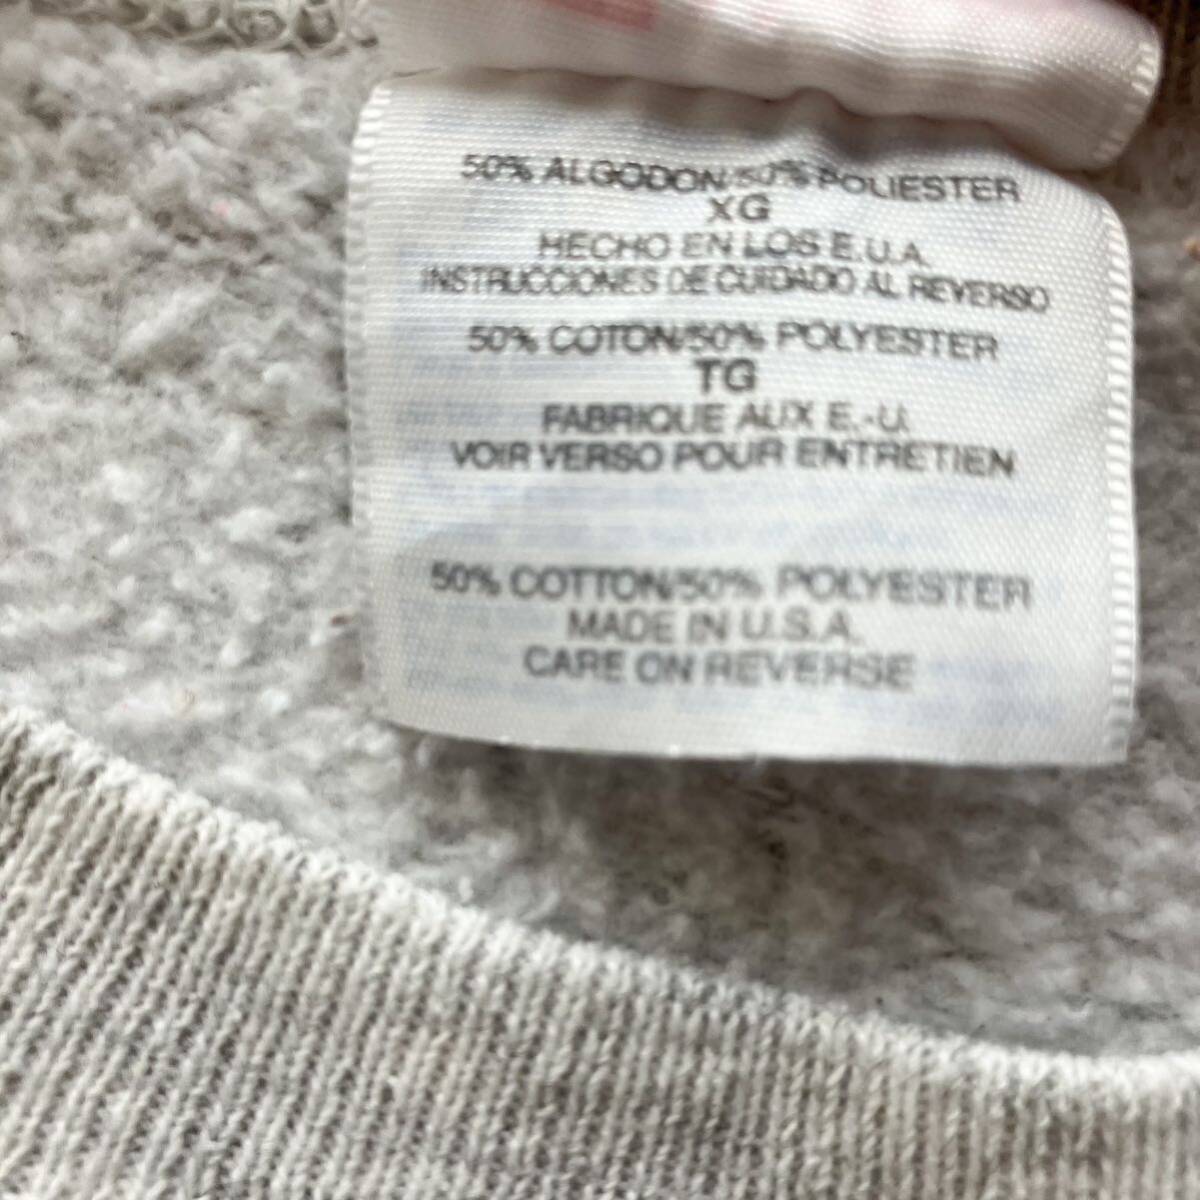 50% ALGODON/50% POLIESTER
XG
HECHO EN LOS E.U.A.
INSTRUCCIONES DE CUIDADO AL REVERSO
50% COTON/50% POLYESTER
TG
FABRIQUE AUX E.-U.
VOIR VERSO POUR ENTRETIEN
50% COTTON/50% POLYESTER
MADE IN U.S.A.
CARE ON REVERSE